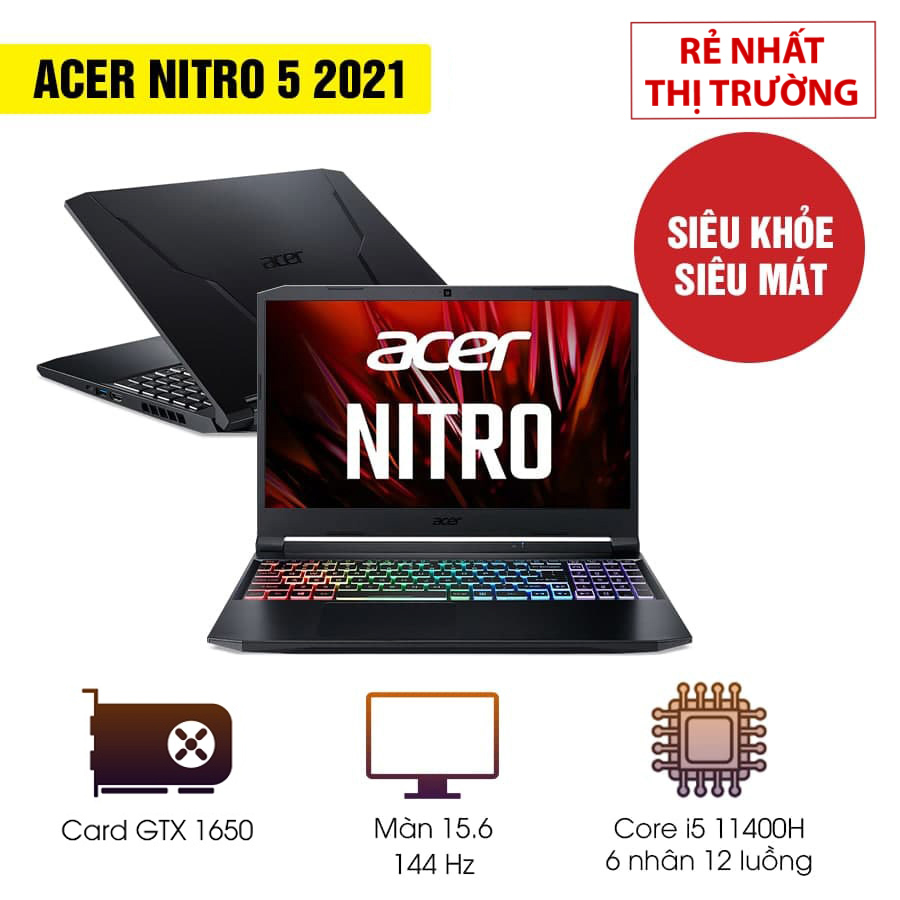 ACER NITRO 5 2021
RẺ NHẤT
THỊ TRƯỜNG
SIÊU KHỎE
SIÊU MÁT
acer
acer
NITRO
acer
Card GTX 1650
Màn 15.6
144 Hz
Core i5 11400H
6 nhân 12 luồng